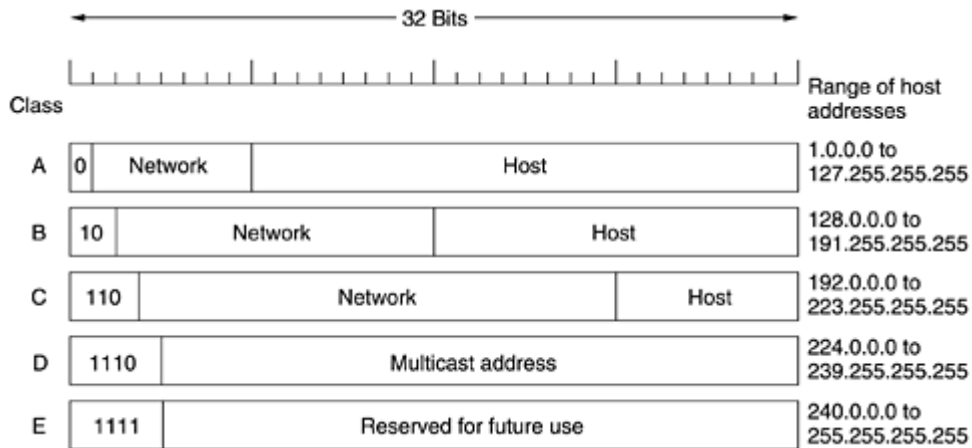 32 Bits
Range of host
addresses
Class
A 0 Network Host 1.0.0.0 to
127.255.255.255
B 10 Network Host 128.0.0.0 to
191.255.255.255
C 110 Network Host 192.0.0.0 to
223.255.255.255
D 1110 Multicast address 224.0.0.0 to
239.255.255.255
E 1111 Reserved for future use 240.0.0.0 to
255.255.255.255